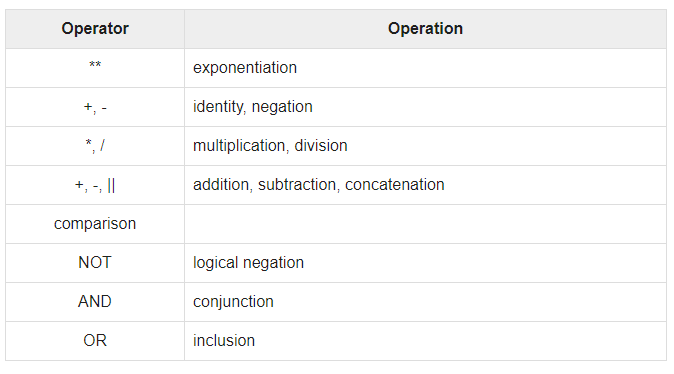 Operator Operation
** exponentiation
+, - identity, negation
*, / multiplication, division
+, -, || addition, subtraction, concatenation
comparison
NOT logical negation
AND conjunction
OR inclusion